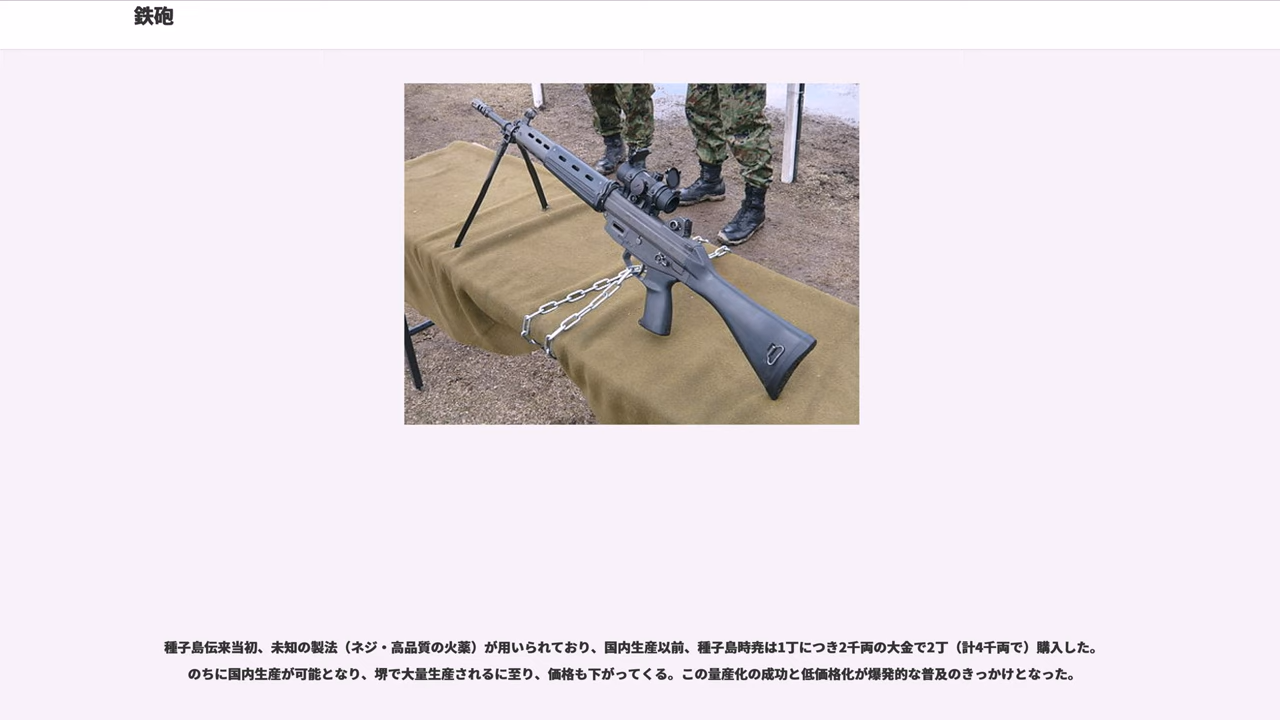 鉄砲
種子島伝来当初、未知の製法（ネジ・高品質の火薬）が用いられており、国内生産以前、種子島時尭は1丁につき2千両の大金で2丁（計4千両で）購入した。
のちに国内生産が可能となり、堺で大量生産されるに至り、価格も下がってくる。この量産化の成功と低価格化が爆発的な普及のきっかけとなった。